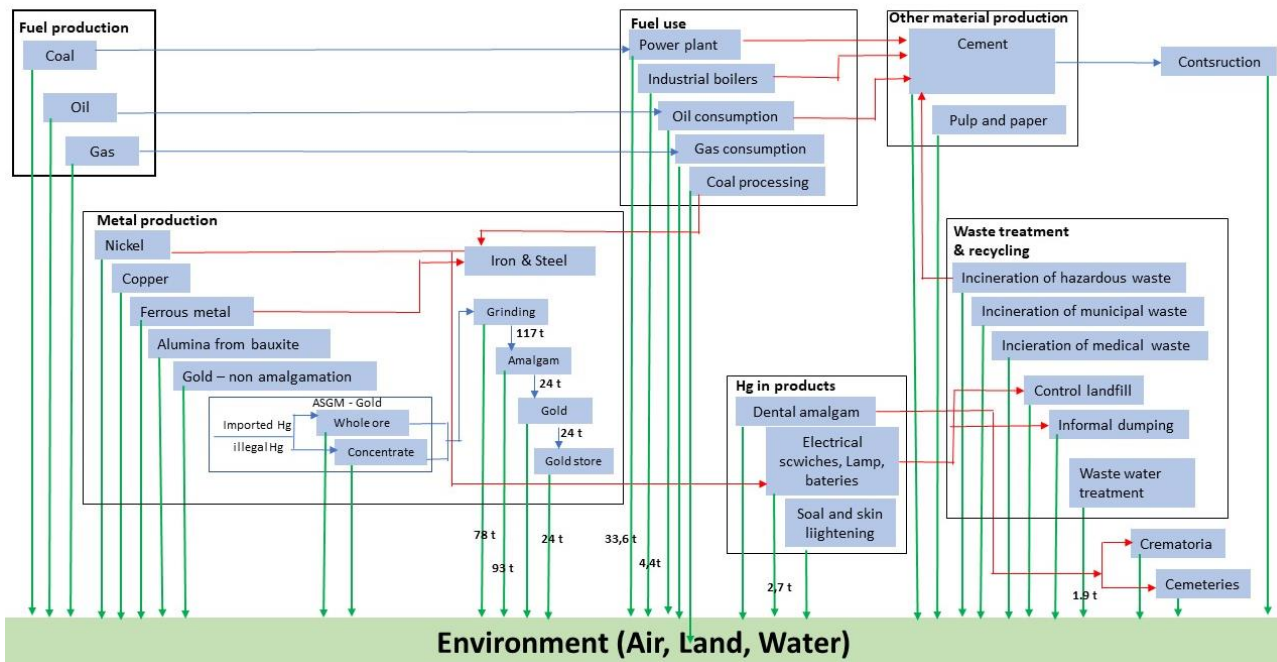 Fuel production
Coal
Oil
Gas
Fuel use
Power plant
Industrial boilers
Oil consumption
Gas consumption
Coal processing
Other material production
Cement
Pulp and paper
Contsruction
Metal production
Nickel
Copper
Ferrous metal
Alumina from bauxite
Gold – non amalgamation
Iron & Steel
ASGM - Gold
Imported Hg
illegal Hg
Whole ore
Concentrate
Grinding
117 t
Amalgam
24 t
Gold
24 t
Gold store
Hg in products
Dental amalgam
Electrical
scwiches, Lamp,
bateries
Soal and skin
liightening
Waste treatment
& recycling
Incineration of hazardous waste
Incineration of municipal waste
Incieration of medical waste
Control landfill
Informal dumping
Waste water
treatment
Crematoria
Cemeteries
78 t
93 t
24 t
33,6 t
4,4t
2,7 t
1.9 t
Environment (Air, Land, Water)